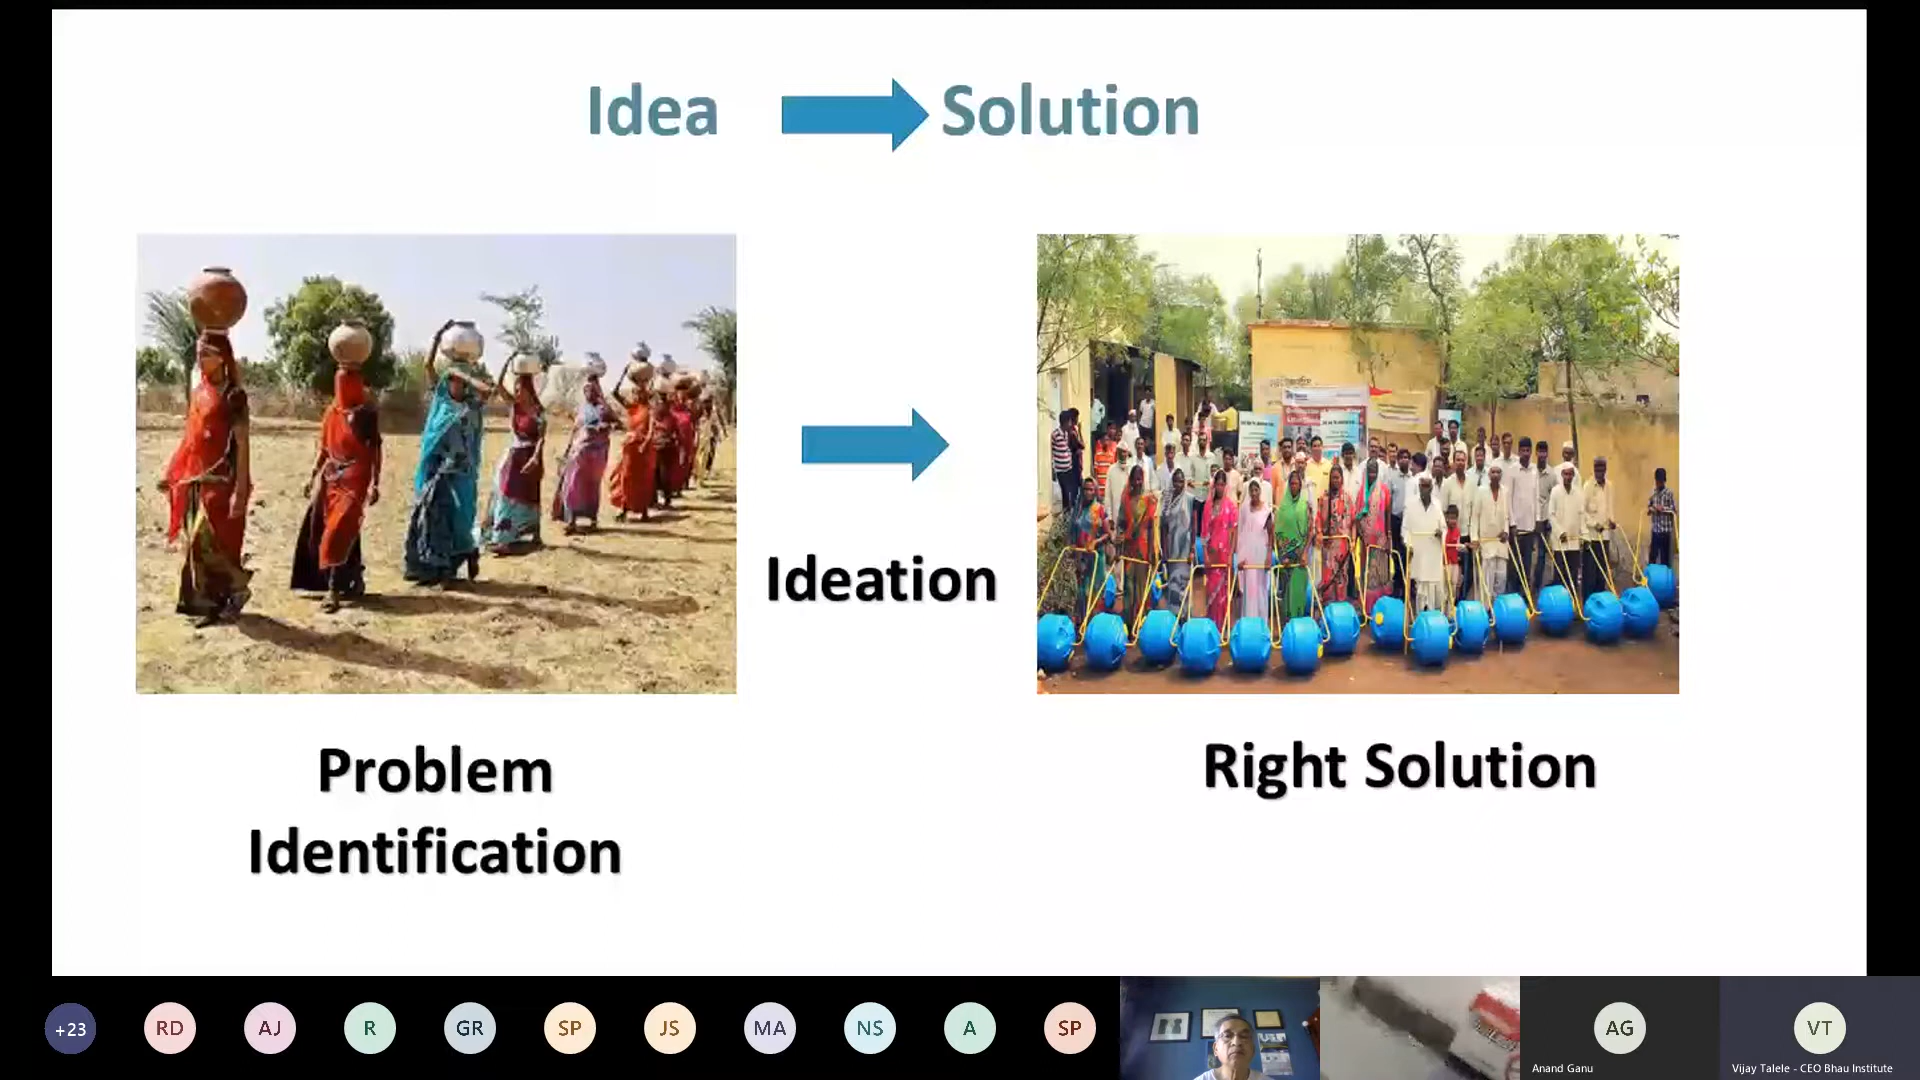 Idea Solution
Ideation
Problem
Identification
Right Solution
+23
RD
AJ
R
GR
SP
JS
MA
NS
A
SP
AG
Anand Ganu
VT
Vijay Talele - CEO Bhau Institute